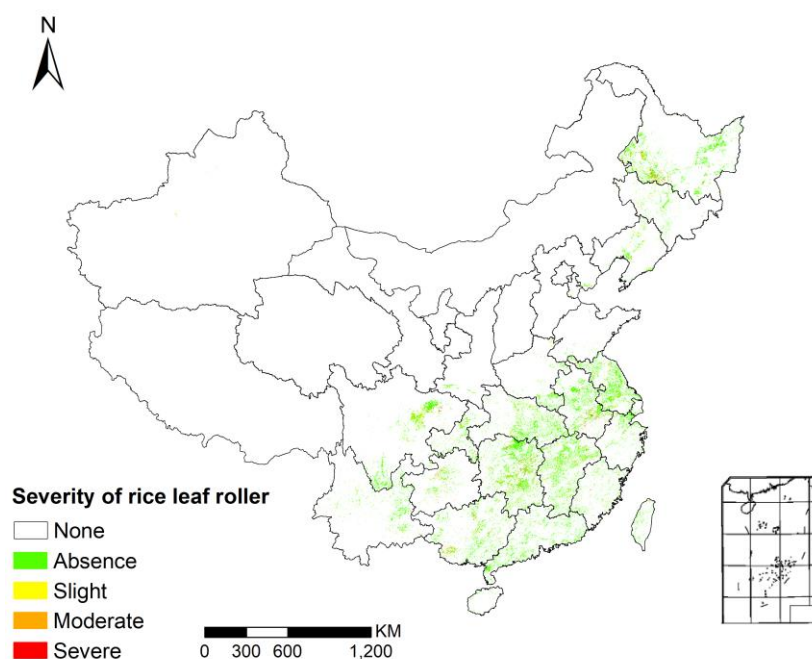 N
Severity of rice leaf roller
None
Absence
Slight
Moderate
Severe
KM
0 300 600 1,200